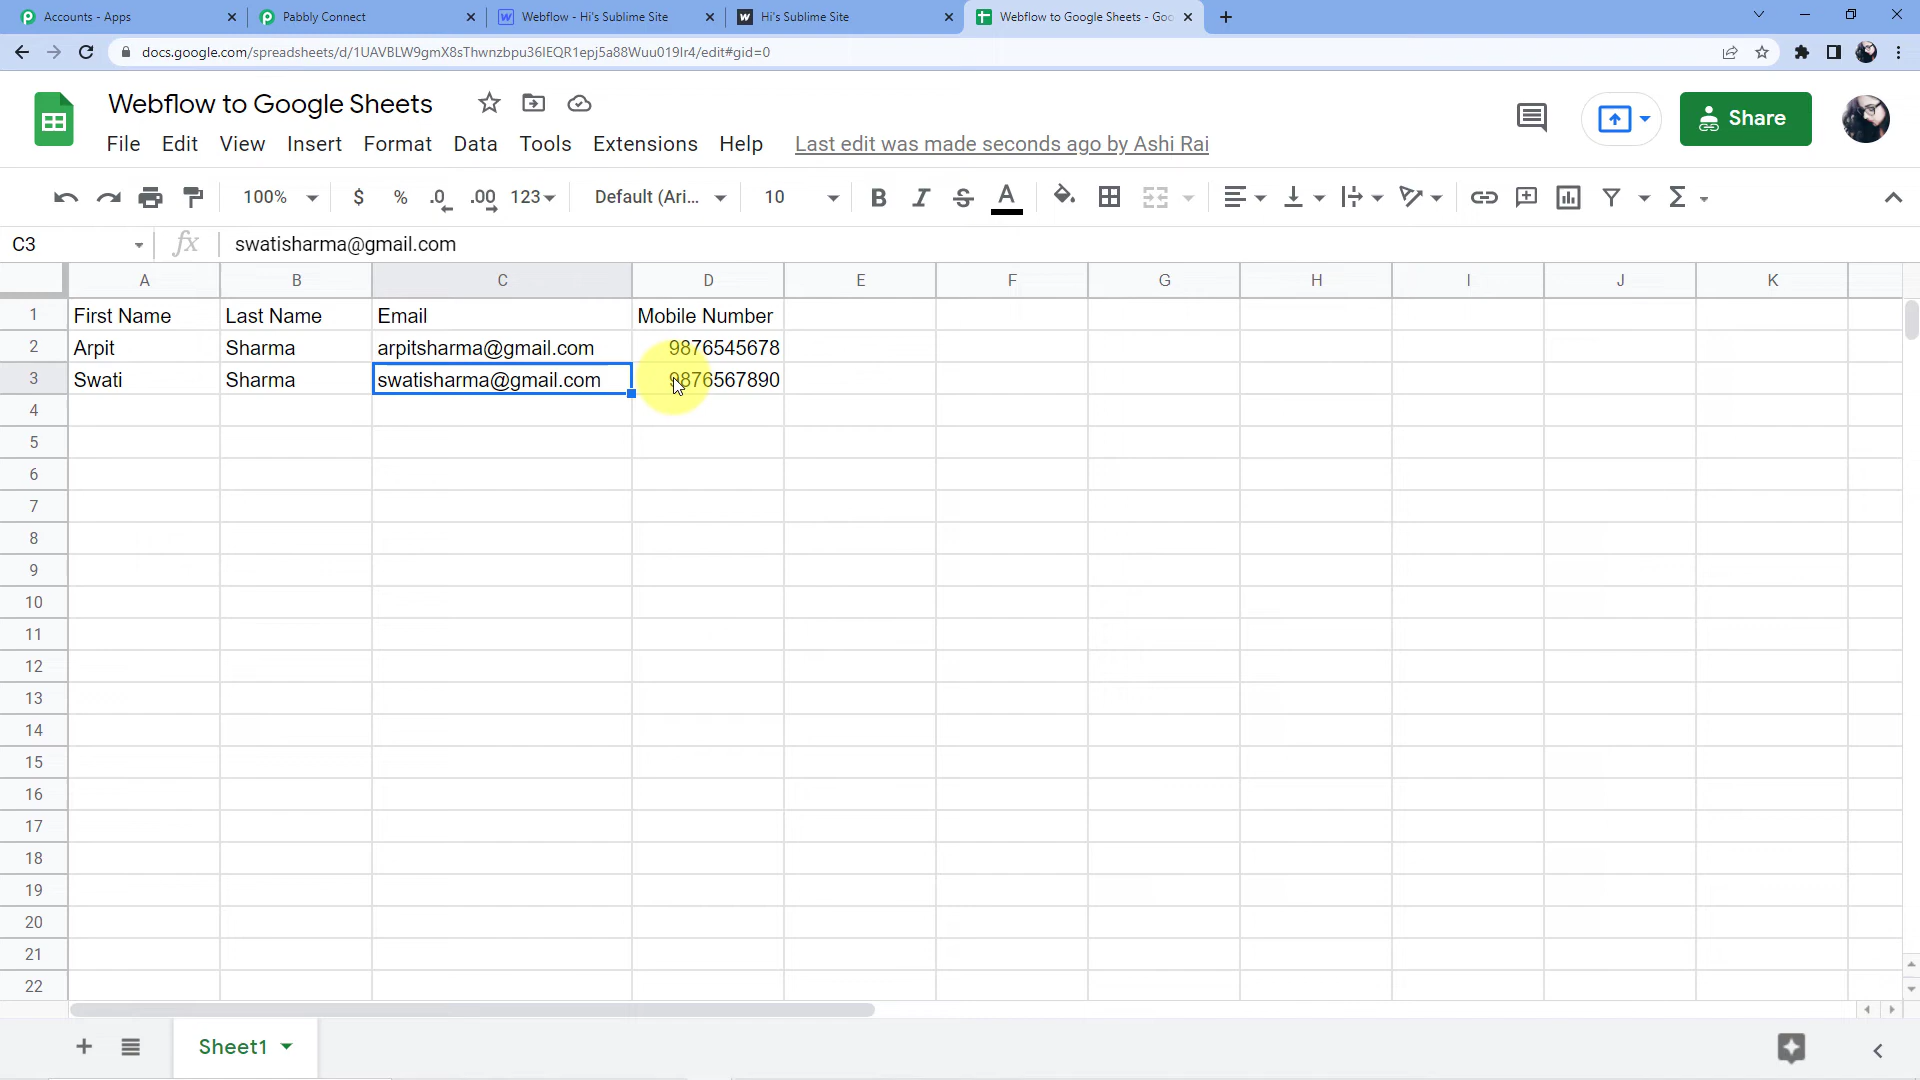 Accounts - Apps
Pabbly Connect
Webflow - Hi's Sublime Site
Hi's Sublime Site
Webflow to Google Sheets - Goo
docs.google.com/spreadsheets/d/1UAVBLW9gmX8sThwnzbpu36IEQR1epj5a88Wuu019lr4/edit#gid=0
Webflow to Google Sheets
Share
File Edit View Insert Format Data Tools Extensions Help Last edit was made seconds ago by Ashi Rai
100% $ % .0 .00 123 Default (Ari... 10 B I S A Σ
C3 fx swatisharma@gmail.com
A B C D E F G H I J K
1 First Name Last Name Email Mobile Number
2 Arpit Sharma arpitsharma@gmail.com 9876545678
3 Swati Sharma swatisharma@gmail.com 9876567890
4
5
6
7
8
9
10
11
12
13
14
15
16
17
18
19
20
21
22
Sheet1